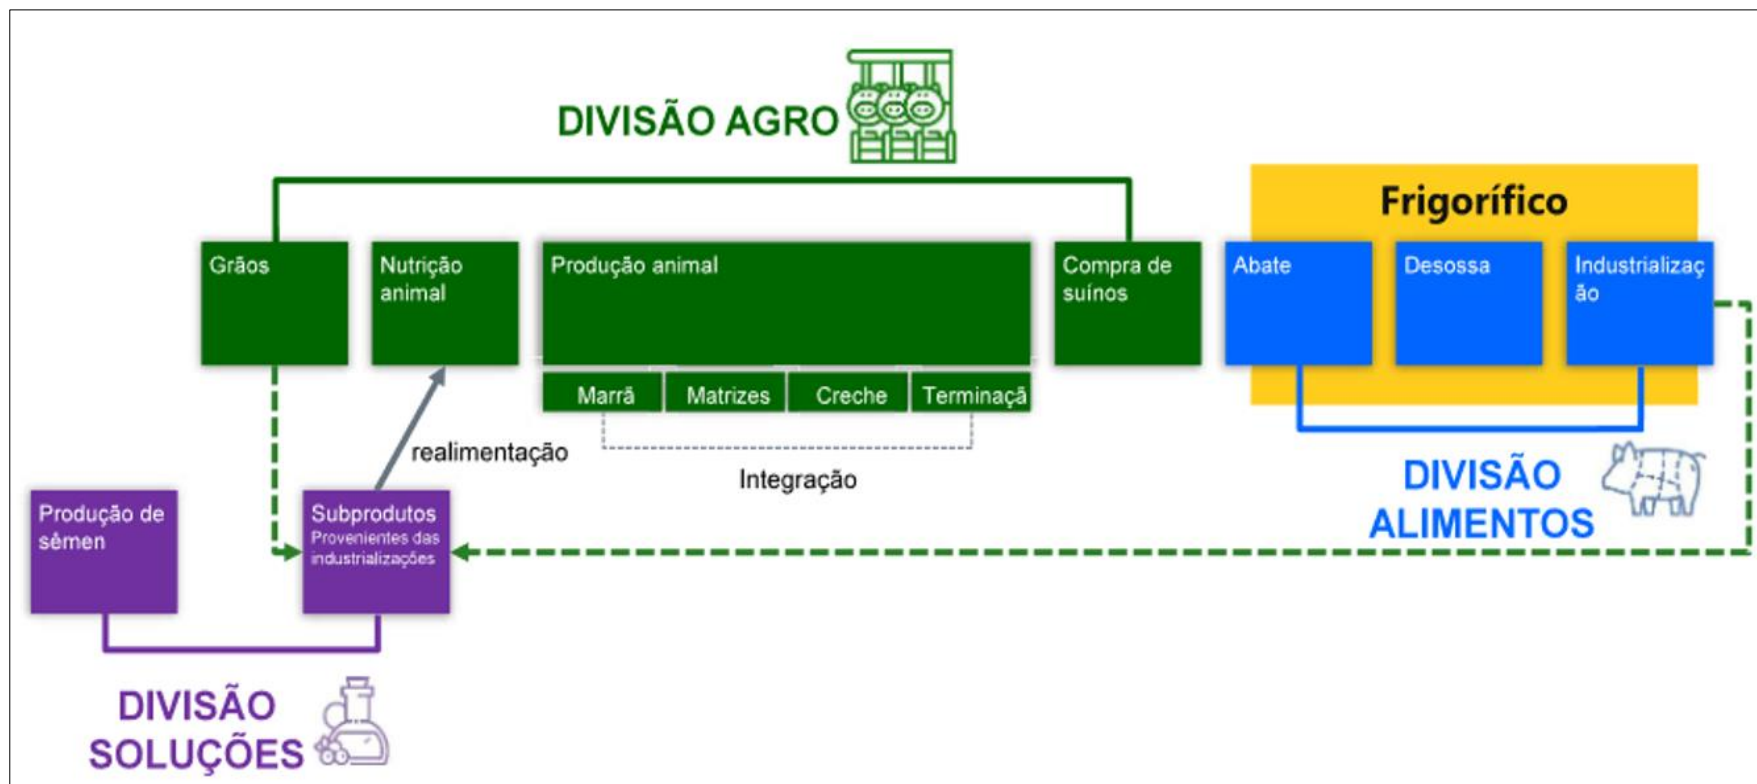 DIVISÃO AGRO
Frigorífico
Grãos
Nutrição
animal
Produção animal
Compra de
suínos
Abate
Desossa
Industrializaç
ão
Marrã
Matrizes
Creche
Terminaçã
realimentação
Integração
DIVISÃO
ALIMENTOS
Produção de
sêmen
Subprodutos
Provenientes das
industrializações
DIVISÃO
SOLUÇÕES